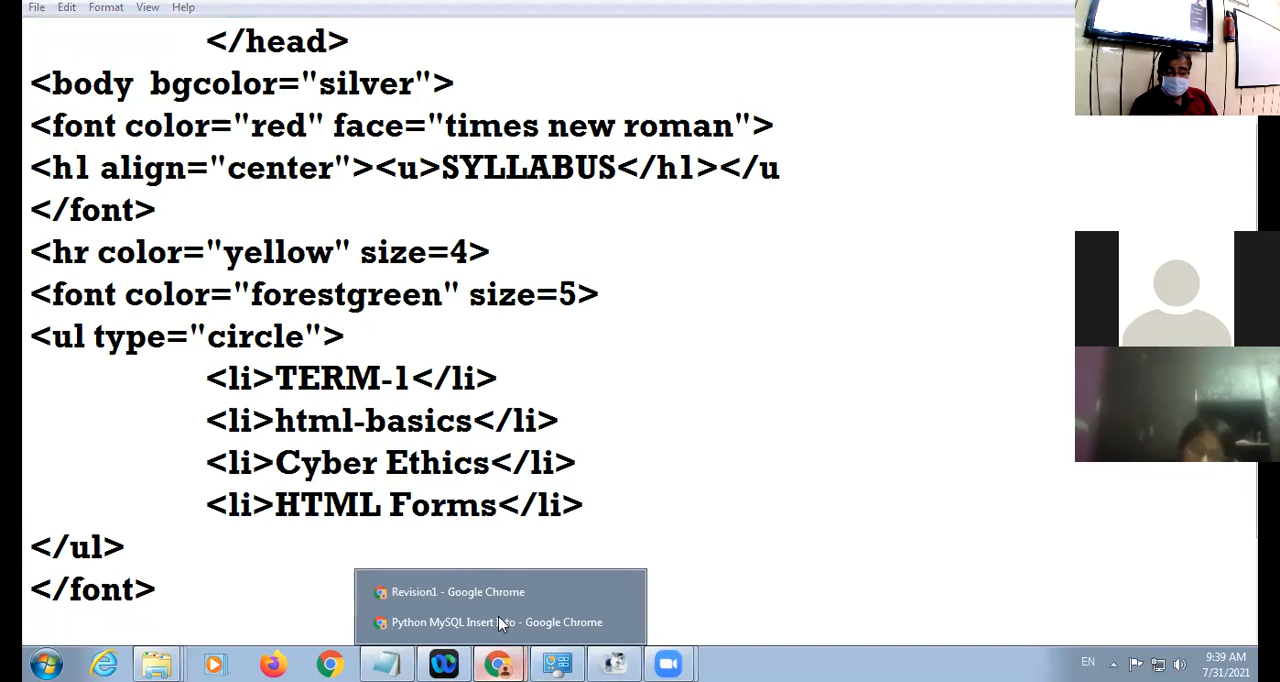 File Edit Format View Help
</head>
<body bgcolor="silver">
<font color="red" face="times new roman">
<h1 align="center"><u>SYLLABUS</h1></u
</font>
<hr color="yellow" size=4>
<font color="forestgreen" size=5>
<ul type="circle">
<li>TERM-1</li>
<li>html-basics</li>
<li>Cyber Ethics</li>
<li>HTML Forms</li>
</ul>
</font>
Revision1 - Google Chrome
Python MySQL Insert Into - Google Chrome
EN
9:39 AM
7/31/2021